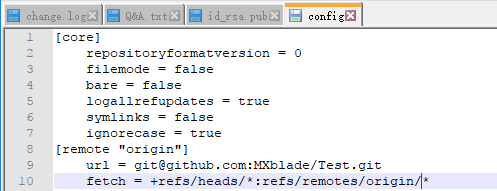 change.log Q&A.txt id_rsa.pub config
1 [core]
2 repositoryformatversion = 0
3 filemode = false
4 bare = false
5 logallrefupdates = true
6 symlinks = false
7 ignorecase = true
8 [remote "origin"]
9 url = git@github.com:MXblade/Test.git
10 fetch = +refs/heads/*:refs/remotes/origin/*